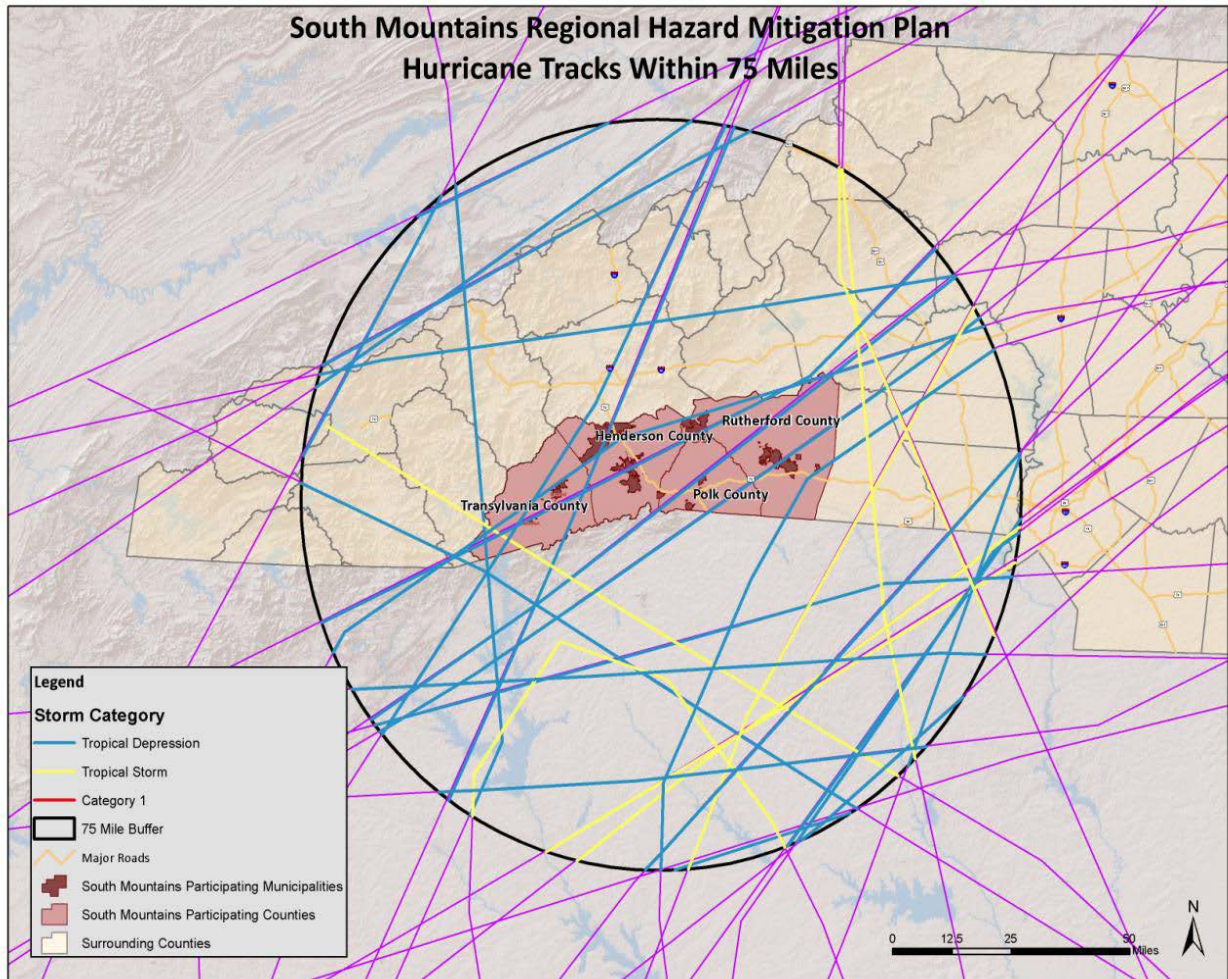 South Mountains Regional Hazard Mitigation Plan
Hurricane Tracks Within 75 Miles
Rutherford County
Henderson County
Polk County
Transylvania County
Legend
Storm Category
Tropical Depression
Tropical Storm
Category 1
75 Mile Buffer
Major Roads
South Mountains Participating Municipalities
South Mountains Participating Counties
Surrounding Counties
N
0 12.5 25 50
Miles